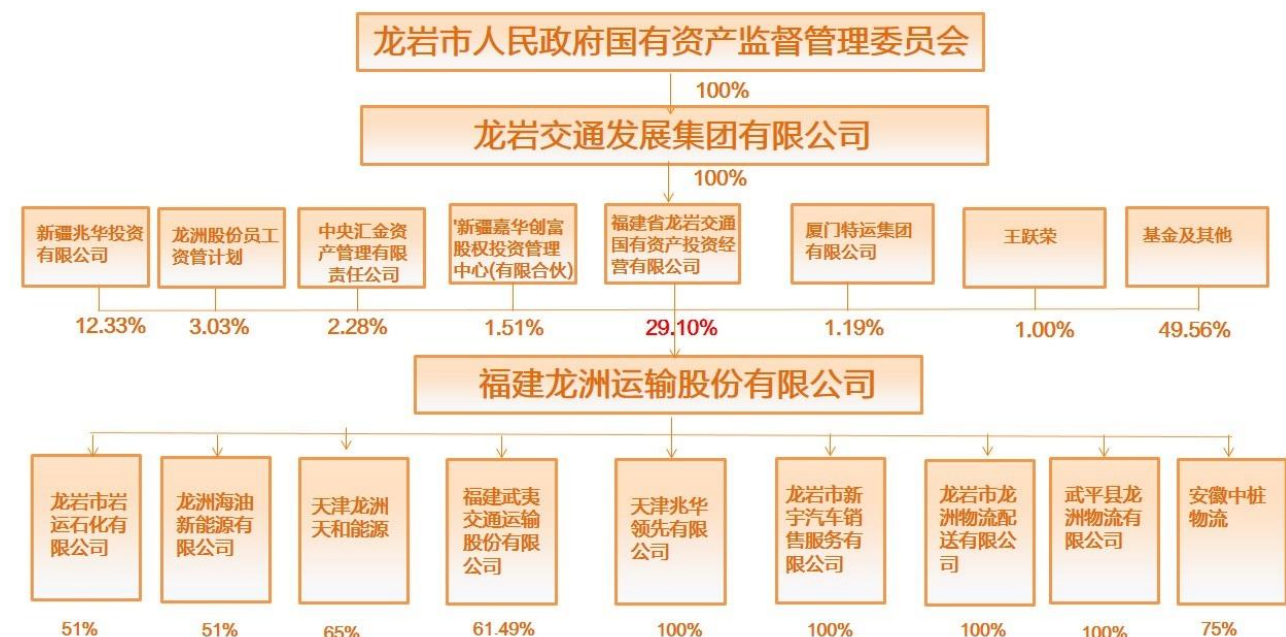 龙岩市人民政府国有资产监督管理委员会
100%
龙岩交通发展集团有限公司
100%
新疆兆华投资
有限公司
龙洲股份员工
资管计划
中央汇金资
产管理有限
责任公司
'新疆嘉华创富
股权投资管理
中心(有限合伙)
福建省龙岩交通
国有资产投资经
营有限公司
厦门特运集团
有限公司
王跃荣
基金及其他
12.33%
3.03%
2.28%
1.51%
29.10%
1.19%
1.00%
49.56%
福建龙洲运输股份有限公司
龙岩市岩
运石化有
限公司
龙洲海油
新能源有
限公司
天津龙洲
天和能源
福建武夷
交通运输
股份有限
公司
天津兆华
领先有限
公司
龙岩市新
宇汽车销
售服务有
限公司
龙岩市龙
洲物流配
送有限公
司
武平县龙
洲物流有
限公司
安徽中桩
物流
51%
51%
65%
61.49%
100%
100%
100%
100%
75%